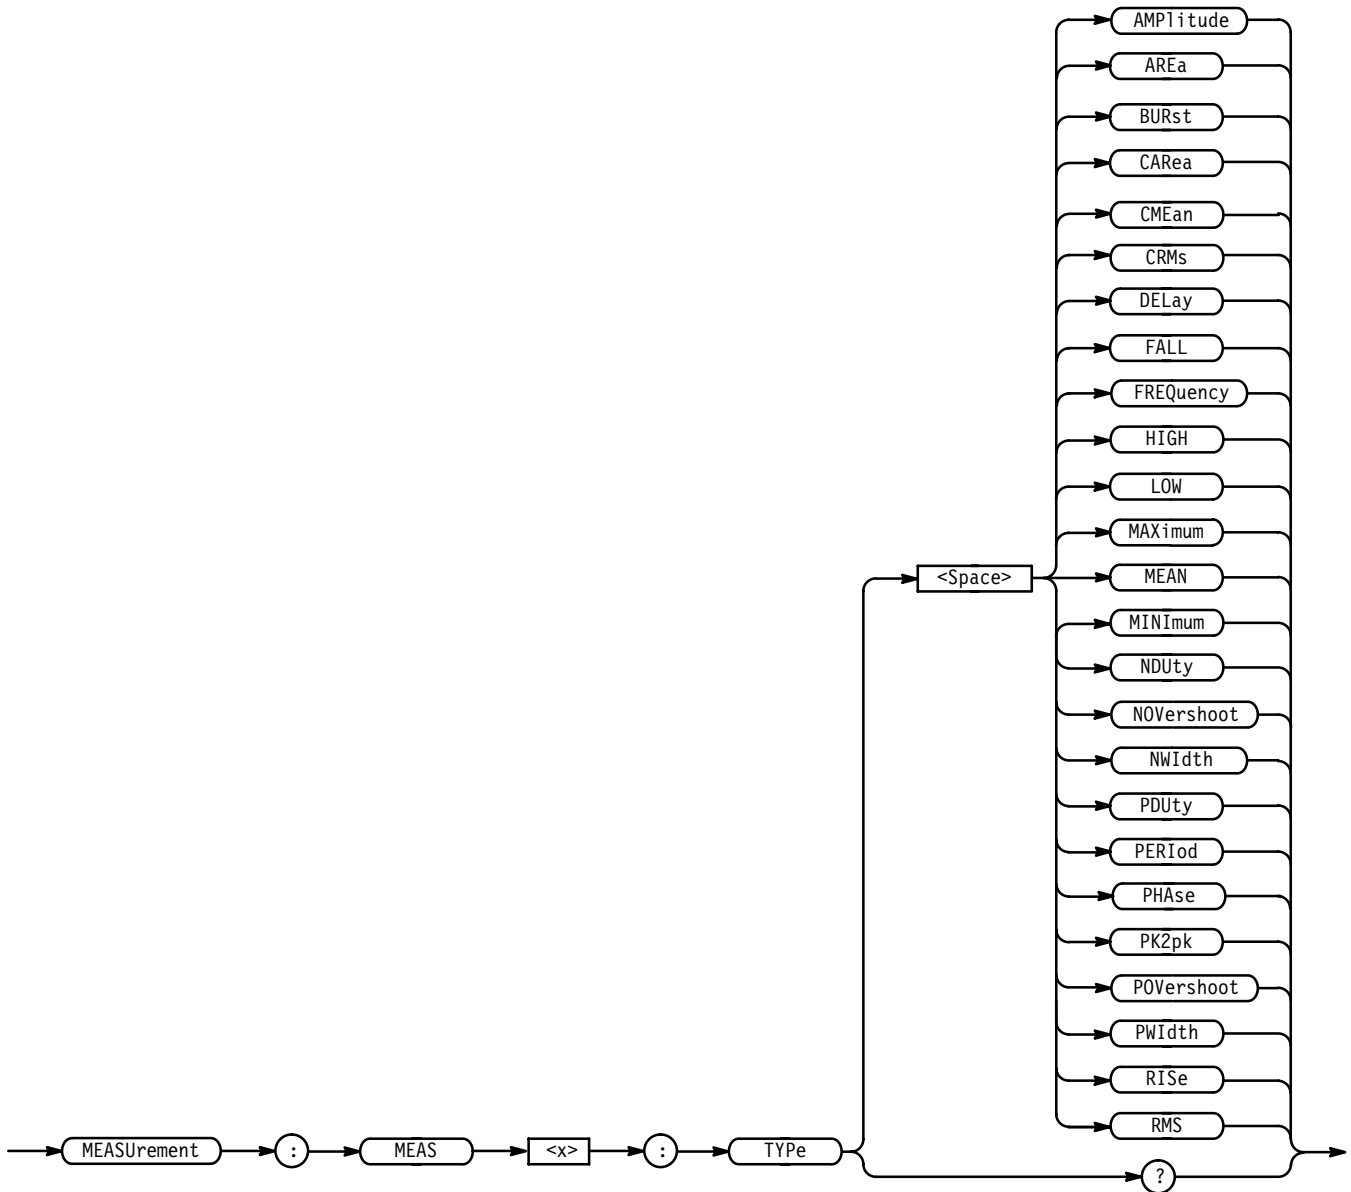 AMPlitude
AREa
BURst
CARea
CMEan
CRMs
DELay
FALL
FREQuency
HIGH
LOW
MAXimum
<Space>
MEAN
MINImum
NDUty
NOVershoot
NWIdth
PDUty
PERIod
PHAse
PK2pk
POVershoot
PWIdth
RISe
RMS
MEASUrement : MEAS <x> : TYPe
?